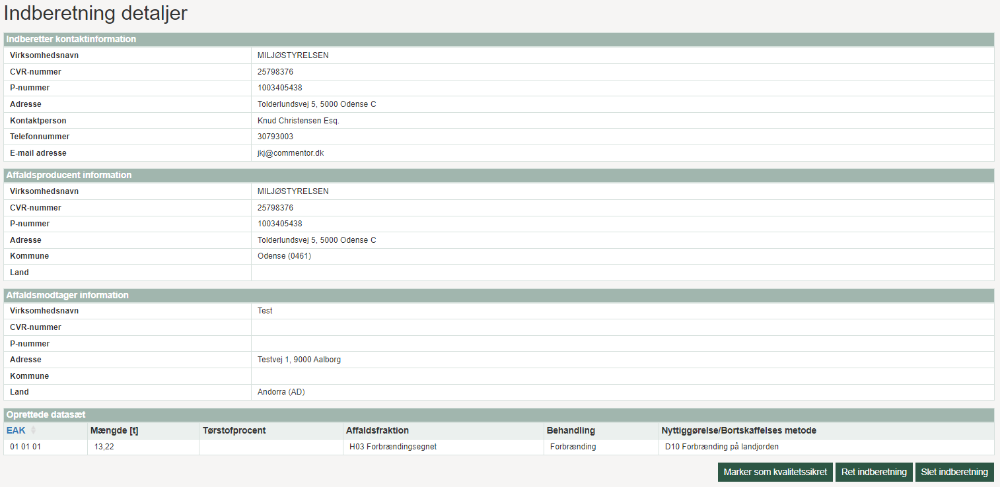 Indberetning detaljer
Indberetter kontaktinformation
Virksomhedsnavn MILJØSTYRELSEN
CVR-nummer 25798376
P-nummer 1003405438
Adresse Tolderlundsvej 5, 5000 Odense C
Kontaktperson Knud Christensen Esq.
Telefonnummer 30793003
E-mail adresse jkj@commentor.dk
Affaldsproducent information
Virksomhedsnavn MILJØSTYRELSEN
CVR-nummer 25798376
P-nummer 1003405438
Adresse Tolderlundsvej 5, 5000 Odense C
Kommune Odense (0461)
Land
Affaldsmodtager information
Virksomhedsnavn Test
CVR-nummer
P-nummer
Adresse Testvej 1, 9000 Aalborg
Kommune
Land Andorra (AD)
Oprettede datasæt
EAK Mængde [t] Tørstofprocent Affaldsfraktion Behandling Nyttiggørelse/Bortskaffelses metode
01 01 01 13,22 H03 Forbrændingsegnet Forbrænding D10 Forbrænding på landjorden
Marker som kvalitetssikret Ret indberetning Slet indberetning